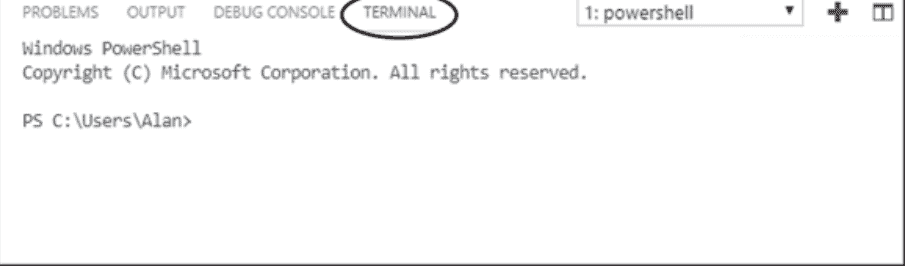 PROBLEMS OUTPUT DEBUG CONSOLE TERMINAL 1: powershell
Windows PowerShell
Copyright (C) Microsoft Corporation. All rights reserved.
PS C:\Users\Alan>